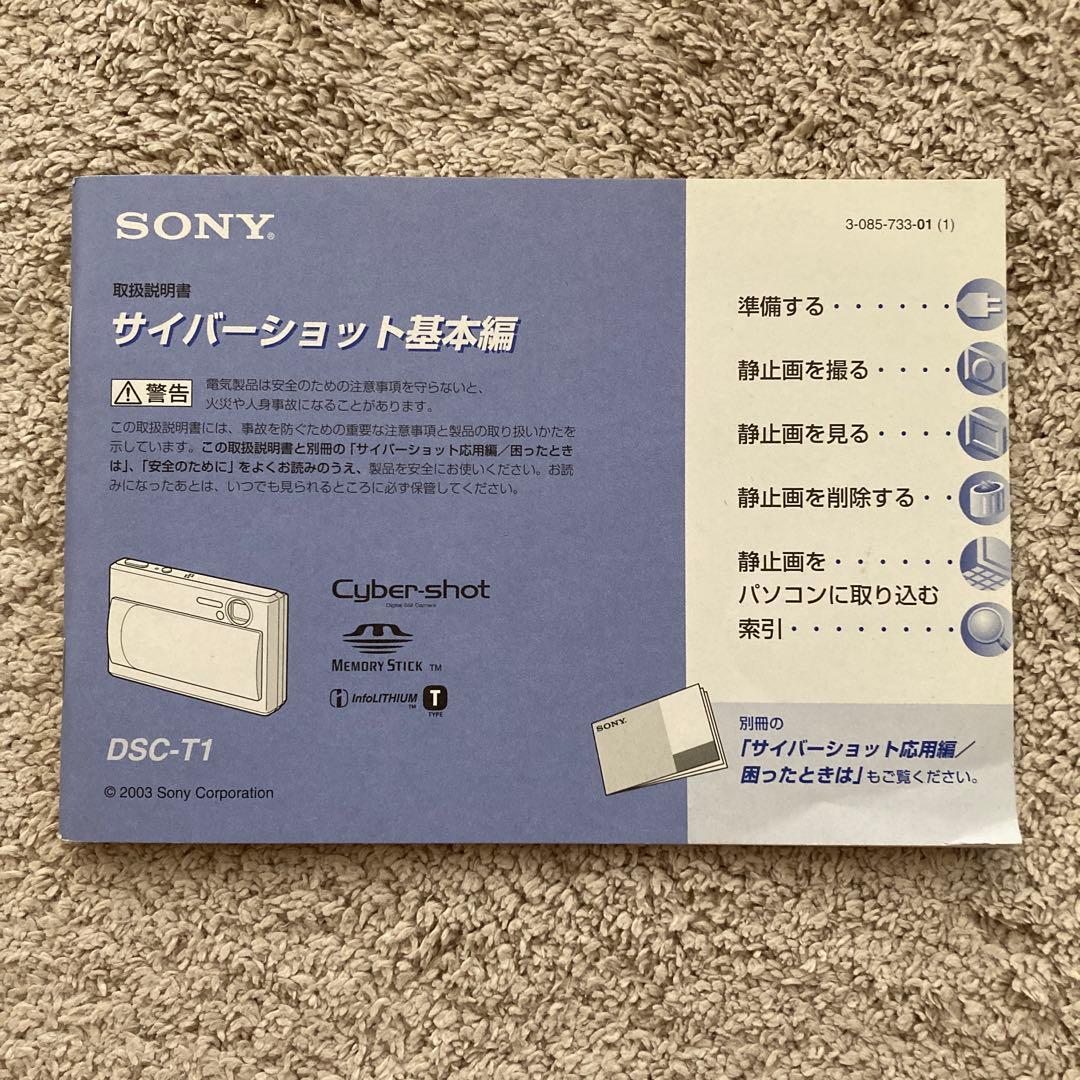 SONY®
取扱説明書
サイバーショット基本編
警告
電気製品は安全のための注意事項を守らないと、
火災や人身事故になることがあります。
この取扱説明書には、事故を防ぐための重要な注意事項と製品の取り扱いかたを
示しています。この取扱説明書と別冊の「サイバーショット応用編/困ったとき
は」、「安全のために」をよくお読みのうえ、製品を安全にお使いください。お読
みになったあとは、いつでも見られるところに必ず保管してください。
Cyber-shot
Digital Still Camera
MEMORY STICK TM
i InfoLITHIUM TM T TYPE
DSC-T1
© 2003 Sony Corporation
3-085-733-01 (1)
準備する・・・・・・
静止画を撮る・・・・
静止画を見る・・・・
静止画を削除する・・
静止画を・・・・・・
パソコンに取り込む
索引・・・・・・・・
SONY.
別冊の
「サイバーショット応用編/
困ったときは」もご覧ください。